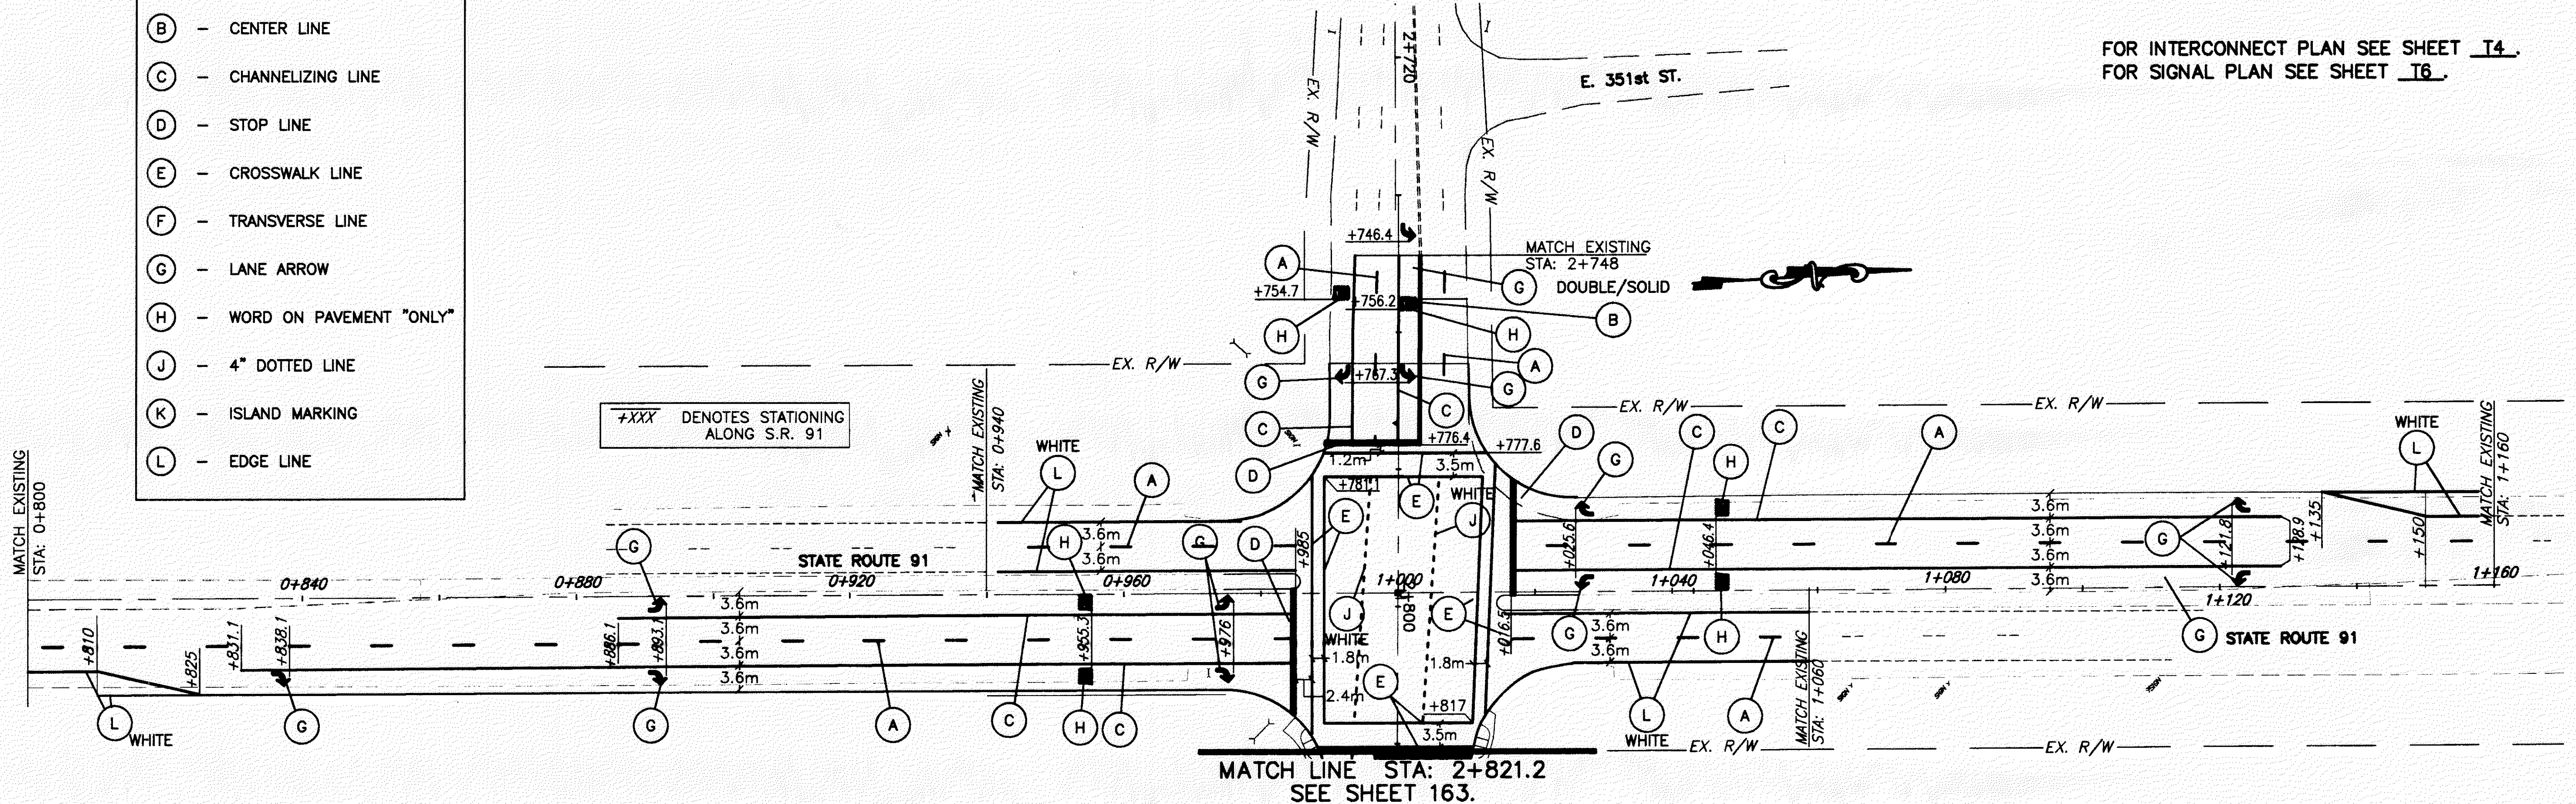 B - CENTER LINE
C - CHANNELIZING LINE
D - STOP LINE
E - CROSSWALK LINE
F - TRANSVERSE LINE
G - LANE ARROW
H - WORD ON PAVEMENT "ONLY"
J - 4" DOTTED LINE
K - ISLAND MARKING
L - EDGE LINE
FOR INTERCONNECT PLAN SEE SHEET T4.
FOR SIGNAL PLAN SEE SHEET T6.
I
I
2+720
EX. R/W
EX. R/W
E. 351st ST.
+746.4
MATCH EXISTING
STA: 2+748
DOUBLE/SOLID
A
G
B
+754.7
+756.2
H
H
EX. R/W
A
G
+767.3
G
C
C
+XXX DENOTES STATIONING
ALONG S.R. 91
MATCH EXISTING
STA: 0+940
EX. R/W
EX. R/W
+776.4
+777.6
D
1.2m
3.5m
+781.1
WHITE
E
E
J
D
G
C
C
H
A
WHITE
L
MATCH EXISTING
STA: 1+160
MATCH EXISTING
STA: 0+800
WHITE
L
A
G
STATE ROUTE 91
H
3.6m
3.6m
G
D
+985
+025.6
+046.4
3.6m
3.6m
3.6m
3.6m
G
+121.8
+128.9
+135
+150
0+840
0+880
0+920
0+960
1+000
1+040
1+080
1+120
1+160
2+800
+810
+825
+831.1
+838.1
+886.1
+893.1
3.6m
3.6m
3.6m
3.6m
+955.3
+976
I
J
WHITE
E
+016.5
1.8m
1.8m
2.4m
E
+817
3.5m
G
3.6m
3.6m
H
G
STATE ROUTE 91
L
WHITE
G
G
A
C
H
C
L
WHITE
A
MATCH EXISTING
STA: 1+060
EX. R/W
EX. R/W
MATCH LINE STA: 2+821.2
SEE SHEET 163.